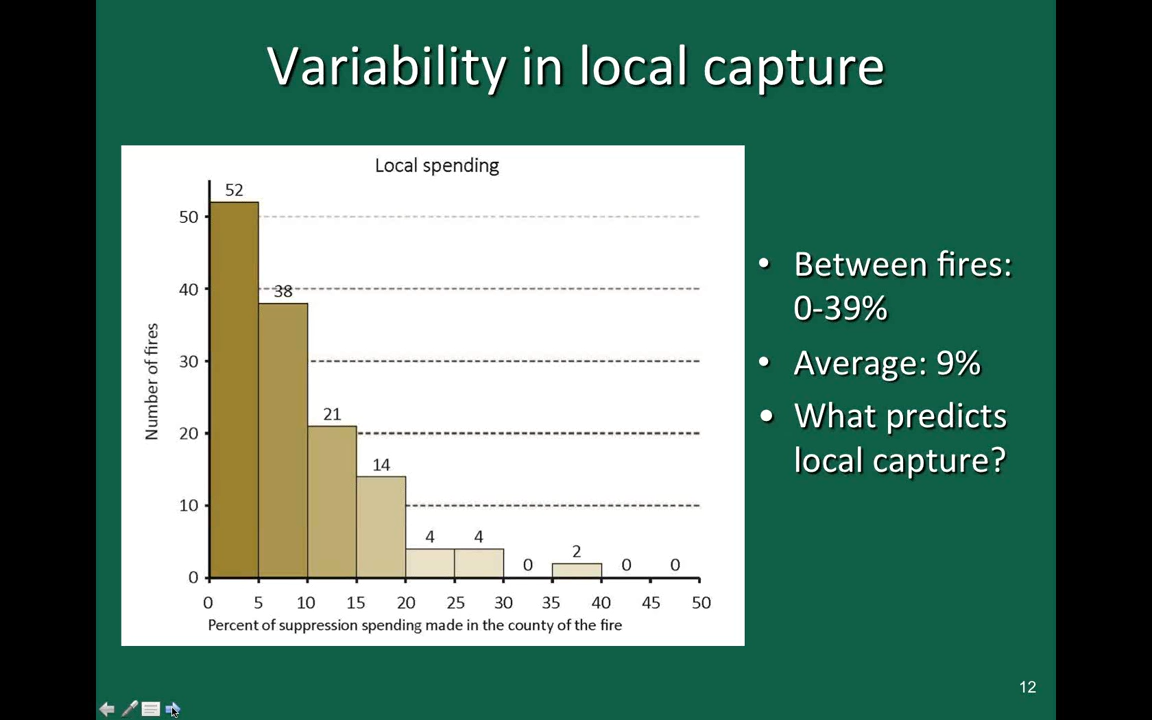 Variability in local capture
Local spending
52
50
40
38
30
21
20
14
10
4 4
0
2
0 0
0
0 5 10 15 20 25 30 35 40 45 50
Number of fires
Percent of suppression spending made in the county of the fire
• Between fires:
0-39%
• Average: 9%
• What predicts
local capture?
12